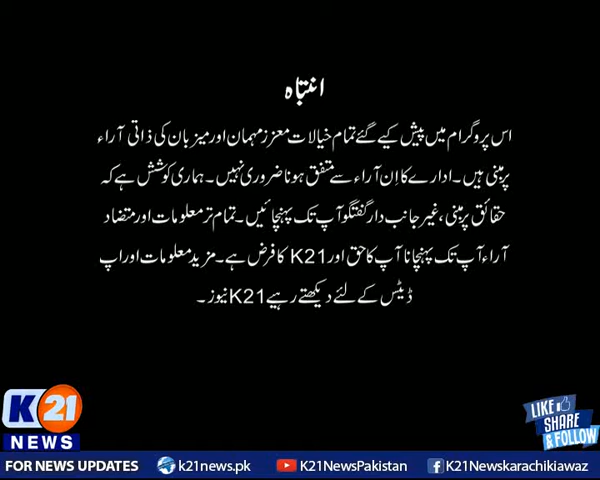 انتباہ
اس پروگرام میں پیش کیے گئے تمام خیالات معزز مہمان اور میزبان کی ذاتی آراء
پر مبنی ہیں۔ ادارے کا اِن آراء سے متفق ہونا ضروری نہیں۔ ہماری کوشش ہے کہ
حقائق پر مبنی، غیر جانب دار گفتگو آپ تک پہنچائیں۔ تمام تر معلومات اور متضاد
آراء آپ تک پہنچانا آپ کا حق اور K21 کا فرض ہے۔ مزید معلومات اور اپ
ڈیٹس کے لئے دیکھتے رہیے K21 نیوز۔
K21
NEWS
LIKE
SHARE
& FOLLOW
FOR NEWS UPDATES k21news.pk K21NewsPakistan K21Newskarachikiawaz